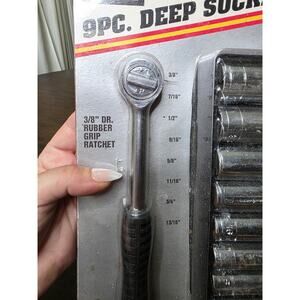 9PC. DEEP SOCK
3/8" DR.
RUBBER
GRIP
RATCHET
3/8"
7/16"
1/2"
9/16"
5/8"
11/16"
3/4"
13/16"